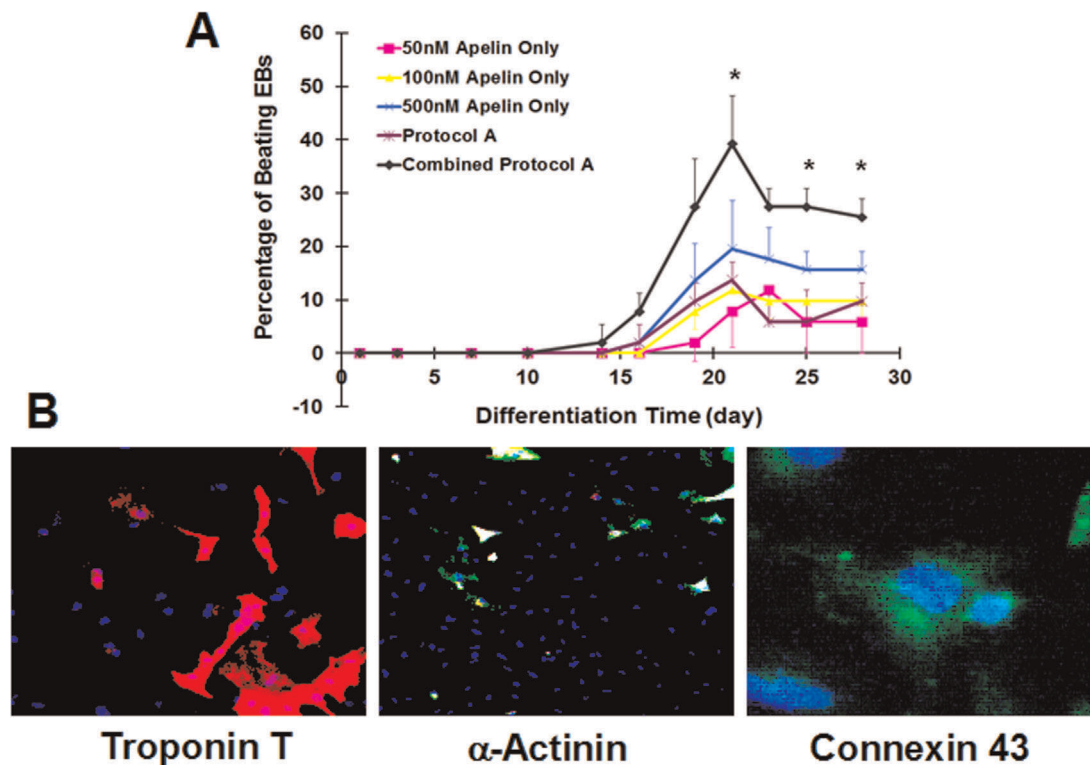 A
60
50
40
30
20
10
0
-10
Percentage of Beating EBs
50nM Apelin Only
100nM Apelin Only
500nM Apelin Only
Protocol A
Combined Protocol A
*
* *
0 5 10 15 20 25 30
Differentiation Time (day)
B
Troponin T
α-Actinin
Connexin 43